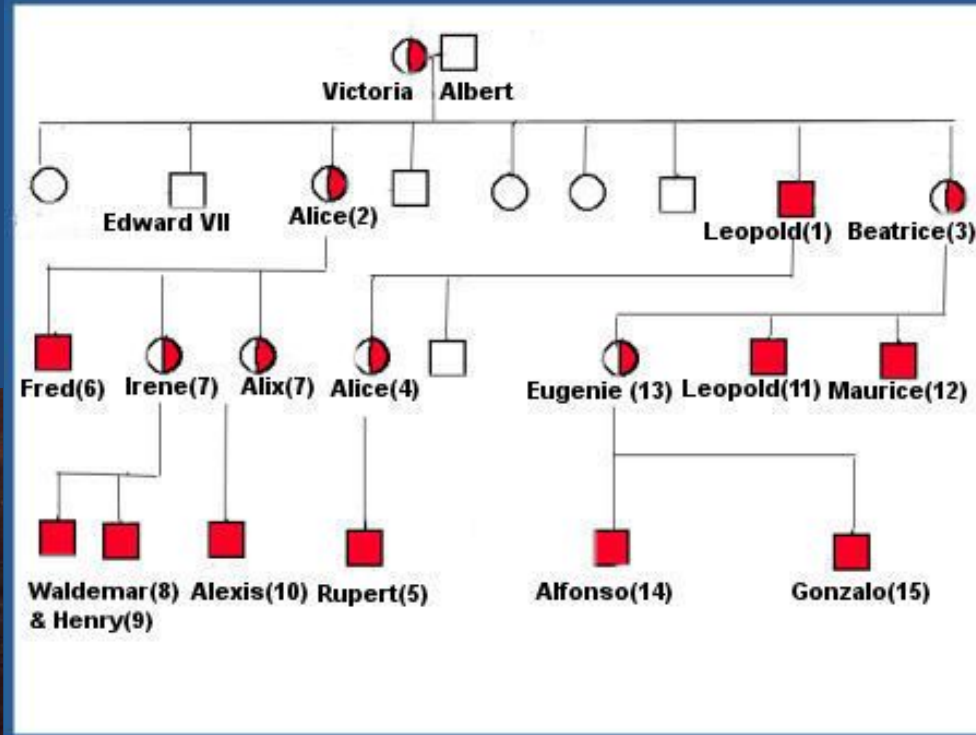 Victoria Albert
Edward VII
Alice(2)
Leopold(1)
Beatrice(3)
Fred(6)
Irene(7)
Alix(7)
Alice(4)
Eugenie (13)
Leopold(11)
Maurice(12)
Waldemar(8)
& Henry(9)
Alexis(10)
Rupert(5)
Alfonso(14)
Gonzalo(15)